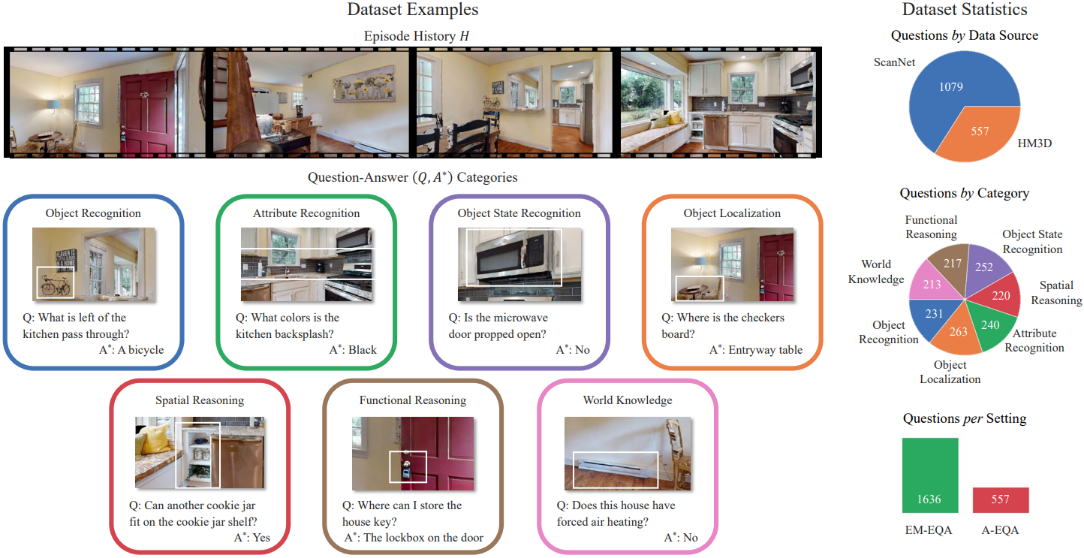 Dataset Examples
Episode History H
Question-Answer (Q, A*) Categories
Object Recognition
Q: What is left of the
kitchen pass through?
A*: A bicycle
Attribute Recognition
Q: What colors is the
kitchen backsplash?
A*: Black
Object State Recognition
Q: Is the microwave
door propped open?
A*: No
Object Localization
Q: Where is the checkers
board?
A*: Entryway table
Spatial Reasoning
Q: Can another cookie jar
fit on the cookie jar shelf?
A*: Yes
Functional Reasoning
Q: Where can I store the
house key?
A*: The lockbox on the door
World Knowledge
Q: Does this house have
forced air heating?
A*: No
Dataset Statistics
Questions by Data Source
ScanNet
1079
557
HM3D
Questions by Category
Functional
Reasoning
217
Object State
Recognition
252
World
Knowledge
213
Spatial
Reasoning
220
Object
Recognition
231
Attribute
Recognition
240
Object
Localization
263
Questions per Setting
1636
557
EM-EQA
A-EQA